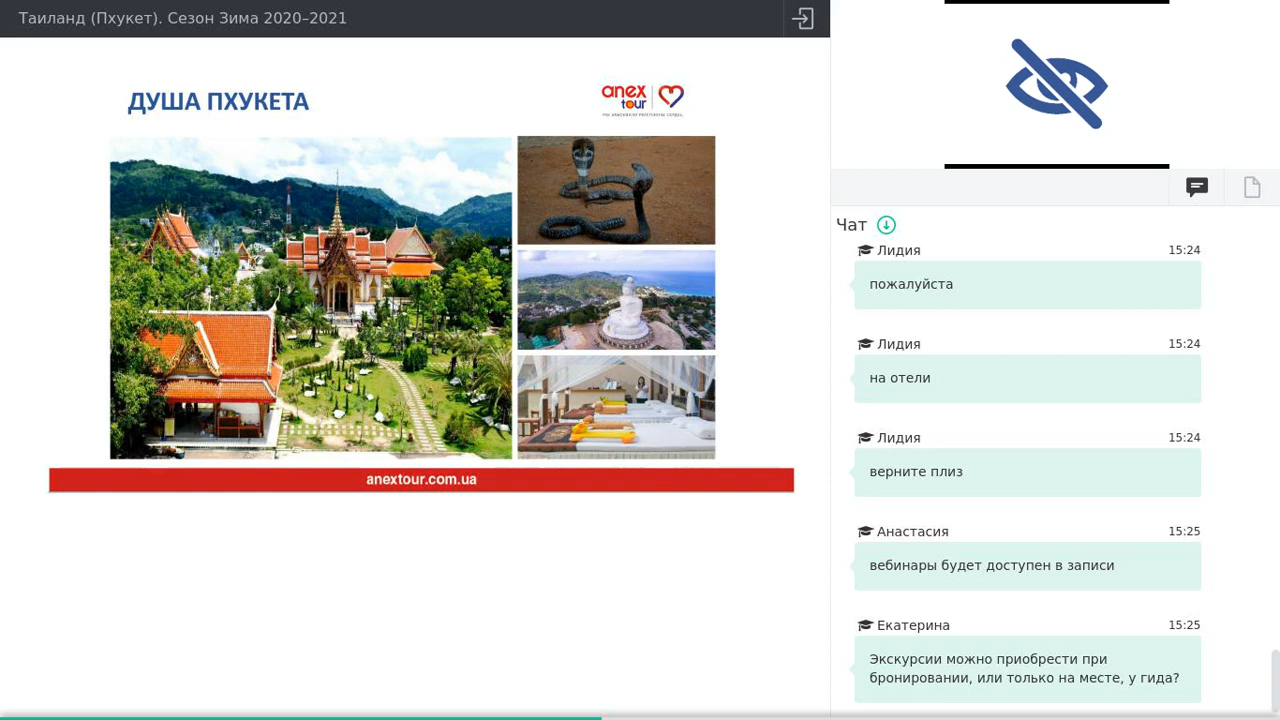 Таиланд (Пхукет). Сезон Зима 2020–2021
ДУША ПХУКЕТА
anex
tour
anextour.com.ua
Чат
Лидия 15:24
пожалуйста
Лидия 15:24
на отели
Лидия 15:24
верните плиз
Анастасия 15:25
вебинары будет доступен в записи
Екатерина 15:25
Экскурсии можно приобрести при
бронировании, или только на месте, у гида?